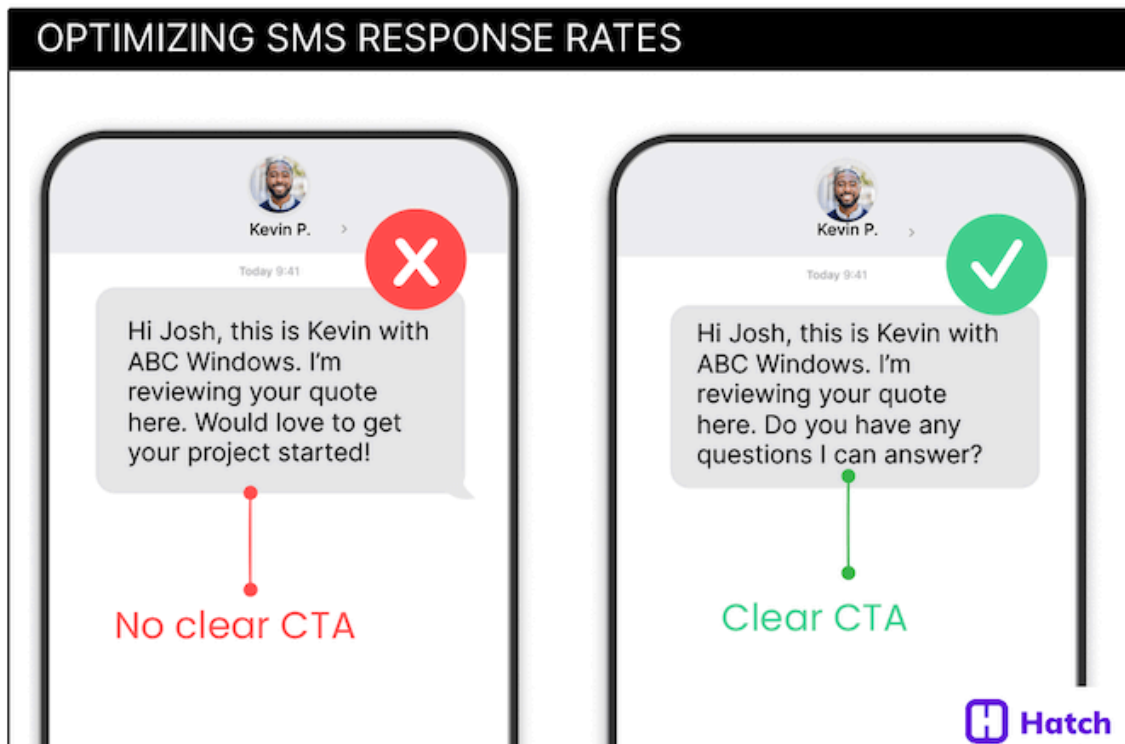 OPTIMIZING SMS RESPONSE RATES
Kevin P.
Today 9:41
Hi Josh, this is Kevin with
ABC Windows. I'm
reviewing your quote
here. Would love to get
your project started!
No clear CTA
Kevin P.
Today 9:41
Hi Josh, this is Kevin with
ABC Windows. I'm
reviewing your quote
here. Do you have any
questions I can answer?
Clear CTA
Hatch